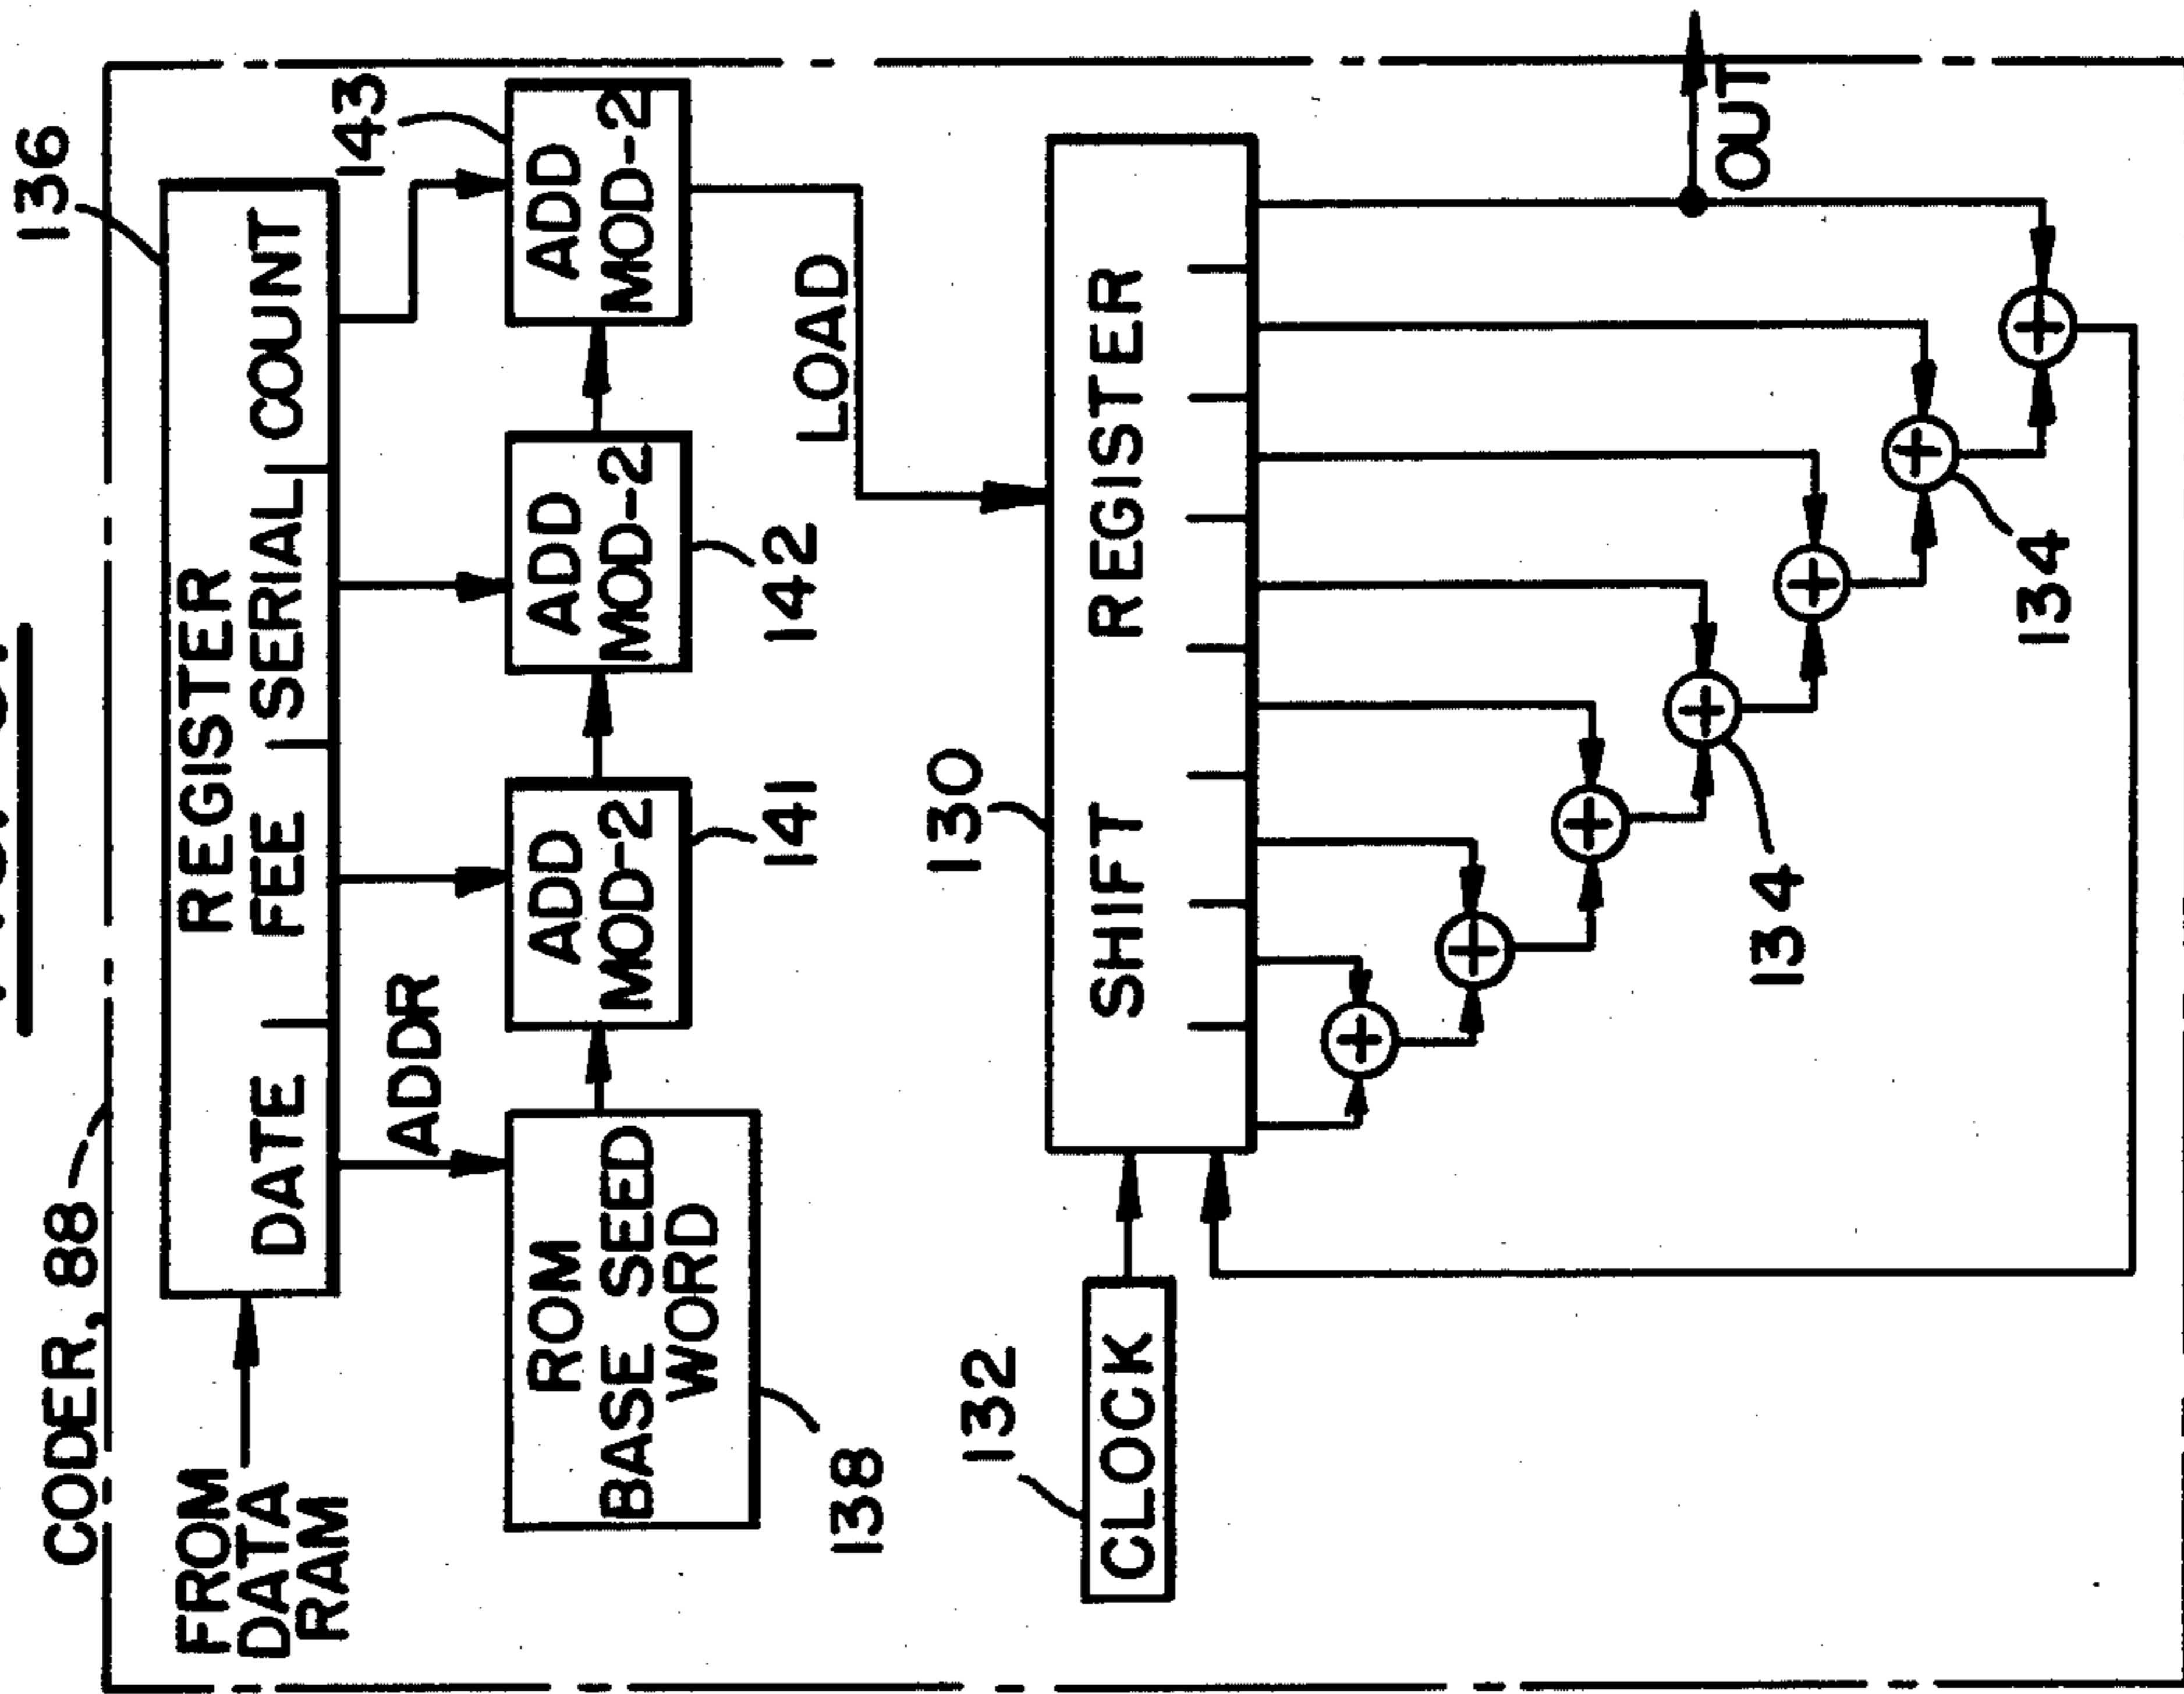 CODER, 88
136
FROM
DATA
RAM
REGISTER
DATE FEE SERIAL COUNT
ADDR
143
ROM
BASE SEED
WORD
138
ADD
MOD-2
141
ADD
MOD-2
142
ADD
MOD-2
LOAD
130
132
CLOCK
SHIFT REGISTER
134
134
OUT